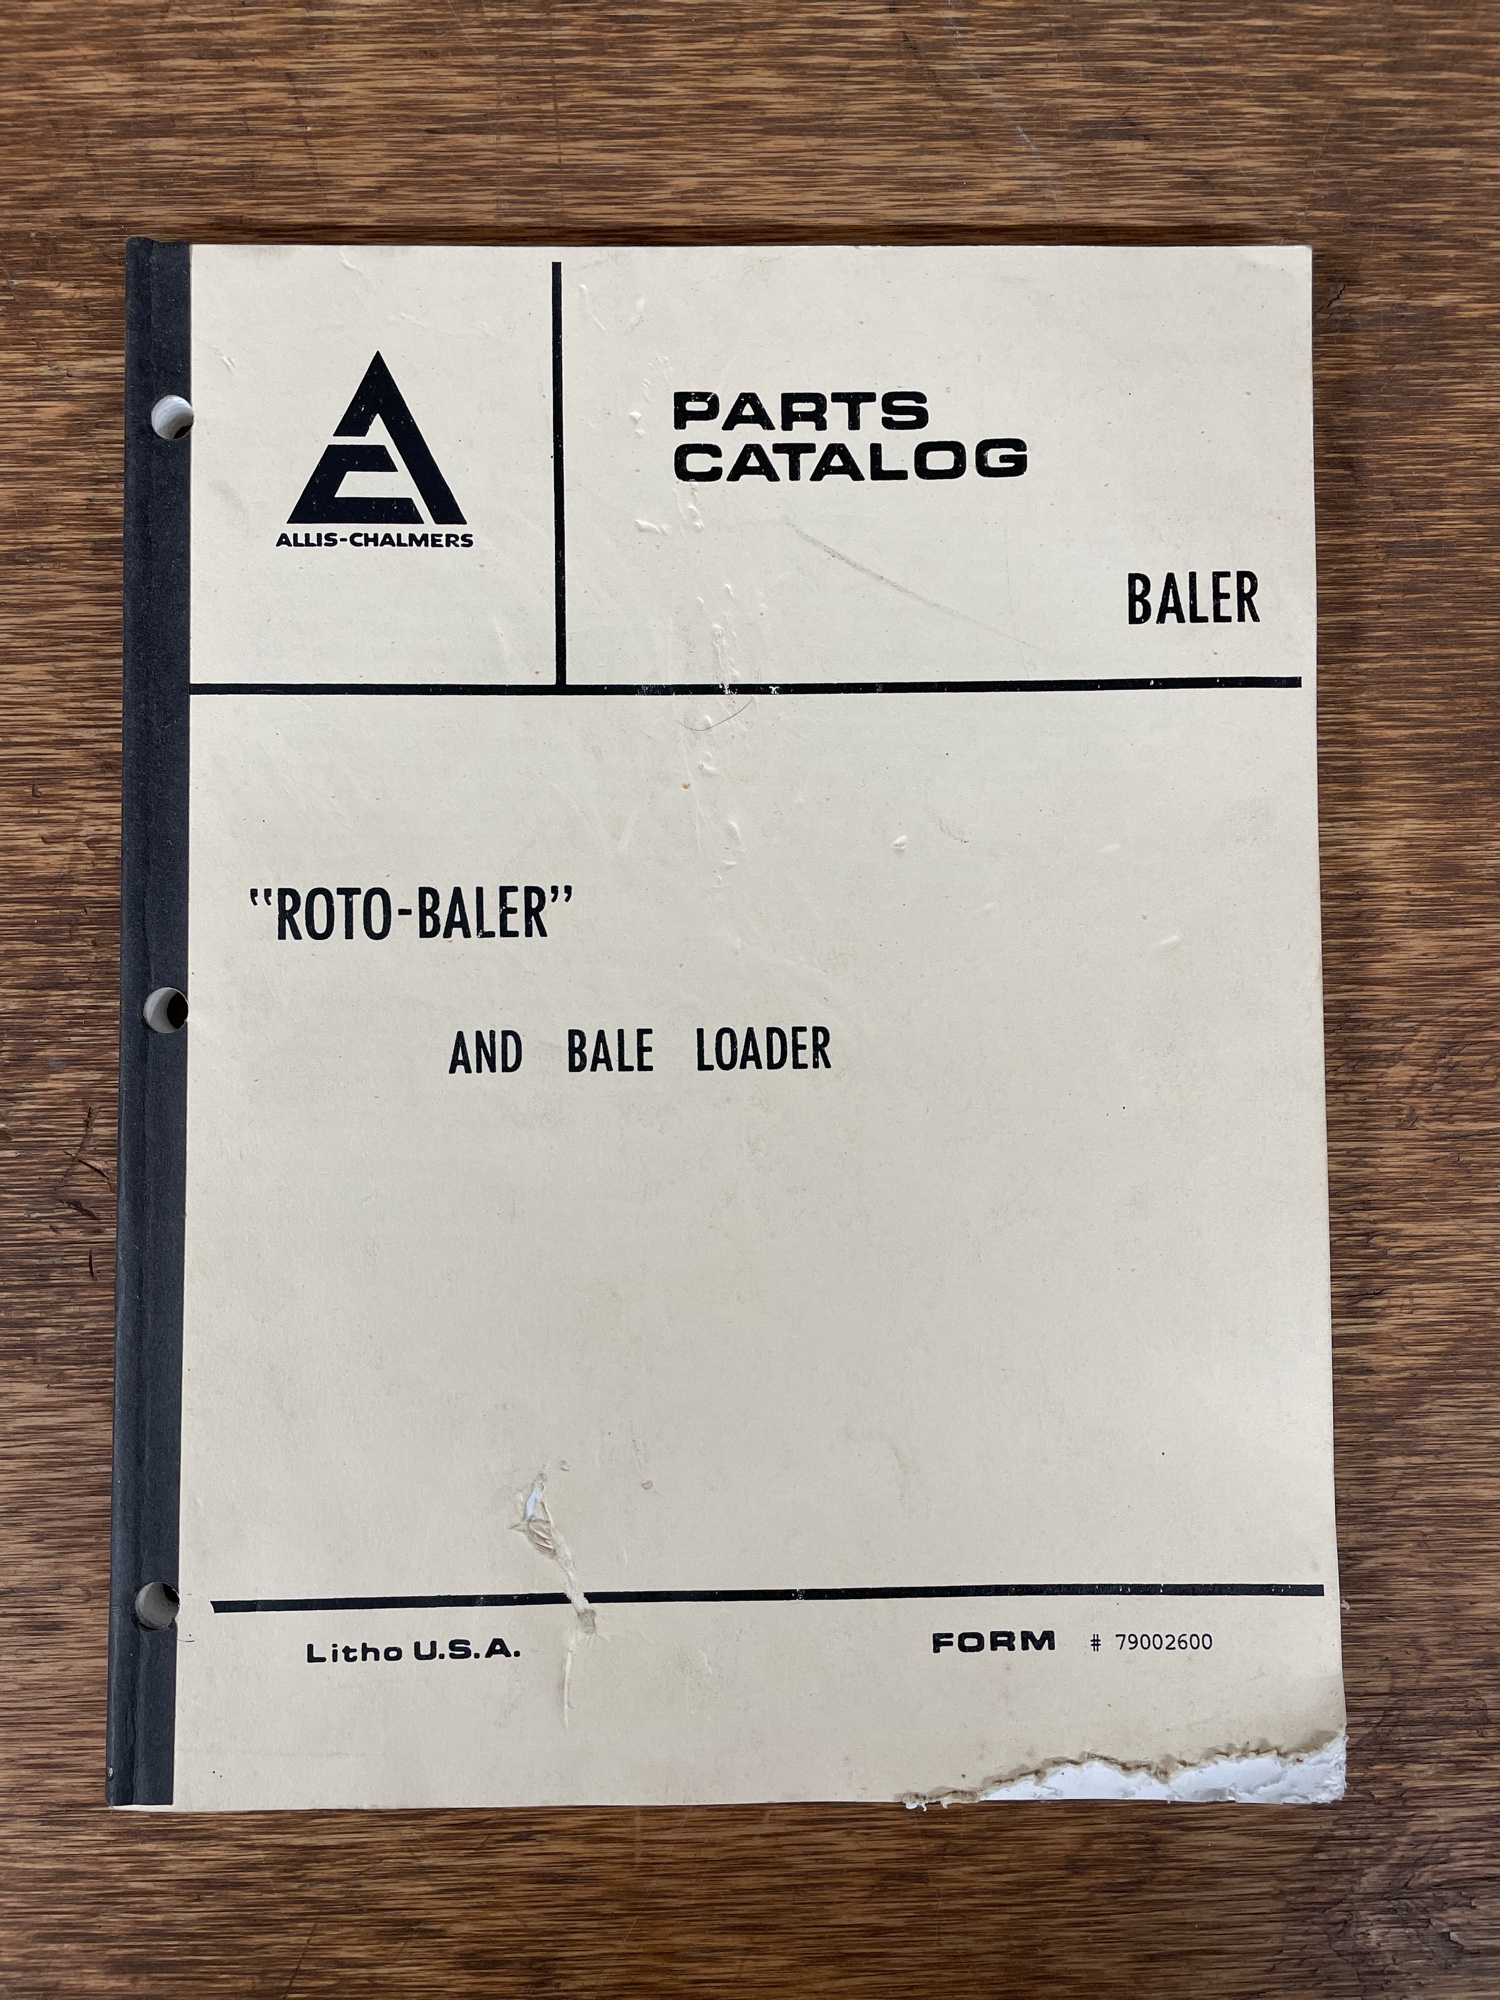 ALLIS-CHALMERS
PARTS
CATALOG
BALER
"ROTO-BALER"
AND BALE LOADER
Litho U.S.A.
FORM # 79002600